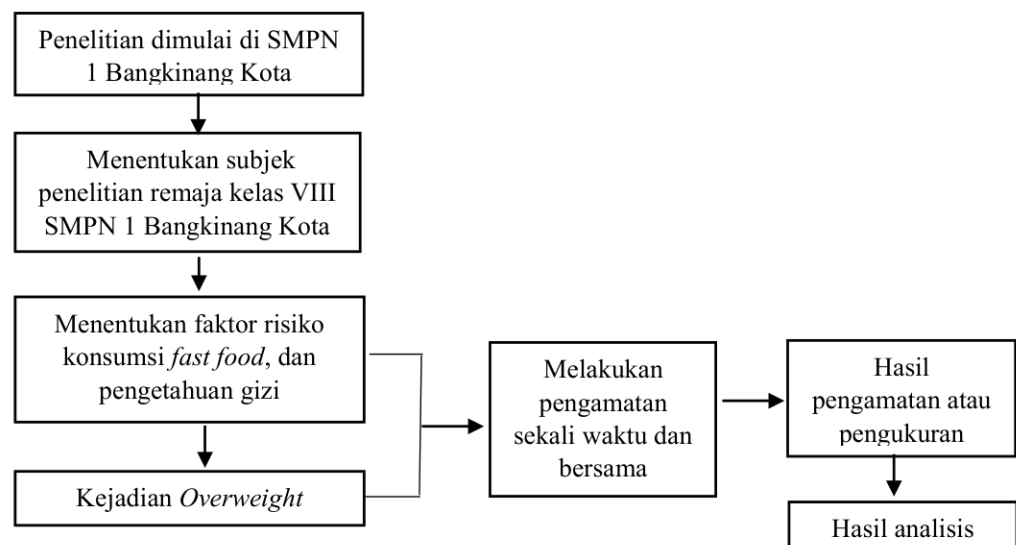 Penelitian dimulai di SMPN
1 Bangkinang Kota
Menentukan subjek
penelitian remaja kelas VIII
SMPN 1 Bangkinang Kota
Menentukan faktor risiko
konsumsi fast food, dan
pengetahuan gizi
Kejadian Overweight
Melakukan
pengamatan
sekali waktu dan
bersama
Hasil
pengamatan atau
pengukuran
Hasil analisis